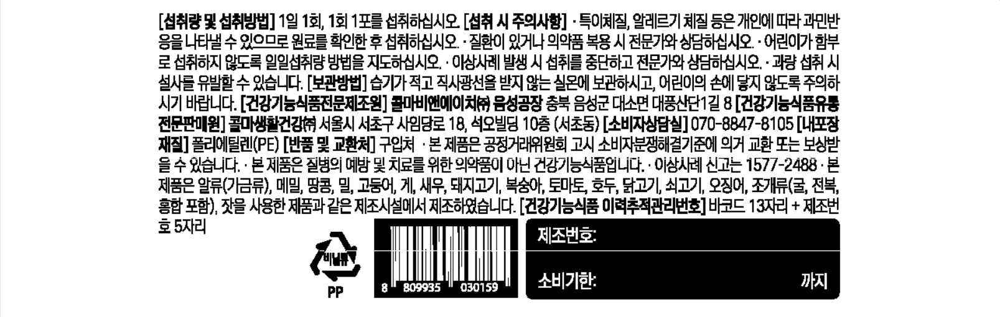 [섭취량 및 섭취방법] 1일 1회, 1회 1포를 섭취하십시오. [섭취 시 주의사항] · 특이체질, 알레르기 체질 등은 개인에 따라 과민반
응을 나타낼 수 있으므로 원료를 확인한 후 섭취하십시오. · 질환이 있거나 의약품 복용 시 전문가와 상담하십시오. · 어린이가 함부
로 섭취하지 않도록 일일섭취량 방법을 지도하십시오. · 이상사례 발생 시 섭취를 중단하고 전문가와 상담하십시오. · 과량 섭취 시
설사를 유발할 수 있습니다. [보관방법] 습기가 적고 직사광선을 받지 않는 실온에 보관하시고, 어린이의 손에 닿지 않도록 주의하
시기 바랍니다. [건강기능식품전문제조원] 콜마비앤에이치㈜ 음성공장 충북 음성군 대소면 대풍산단1길 8 [건강기능식품유통
전문판매원] 콜마생활건강㈜ 서울시 서초구 사임당로 18, 석오빌딩 10층 (서초동) [소비자상담실] 070-8847-8105 [내포장
재질] 폴리에틸렌(PE) [반품 및 교환처] 구입처 · 본 제품은 공정거래위원회 고시 소비자분쟁해결기준에 의거 교환 또는 보상받
을 수 있습니다. · 본 제품은 질병의 예방 및 치료를 위한 의약품이 아닌 건강기능식품입니다. · 이상사례 신고는 1577-2488 · 본
제품은 알류(가금류), 메밀, 땅콩, 밀, 고등어, 게, 새우, 돼지고기, 복숭아, 토마토, 호두, 닭고기, 쇠고기, 오징어, 조개류(굴, 전복,
홍합 포함), 잣을 사용한 제품과 같은 제조시설에서 제조하였습니다. [건강기능식품 이력추적관리번호] 바코드 13자리 + 제조번
호 5자리
제조번호:
비닐류
소비기한: 까지
PP
8 809935 030159